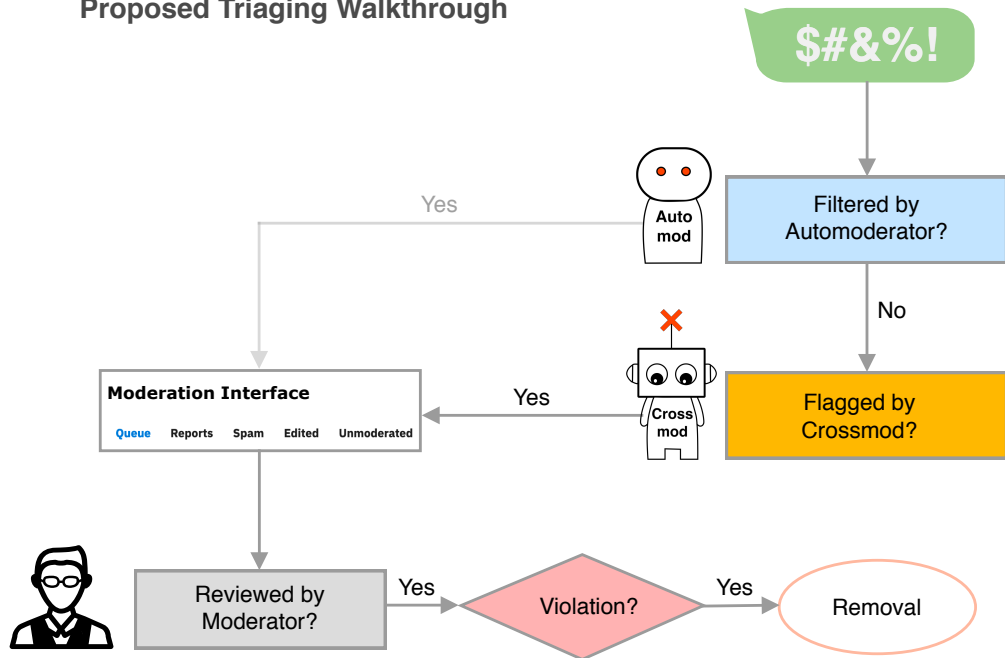 Proposed Triaging Walkthrough
$#&%!
Filtered by
Automoderator?
Auto
mod
Yes
No
Flagged by
Crossmod?
Cross
mod
Yes
Moderation Interface
Queue Reports Spam Edited Unmoderated
Reviewed by
Moderator?
Yes
Violation?
Yes
Removal